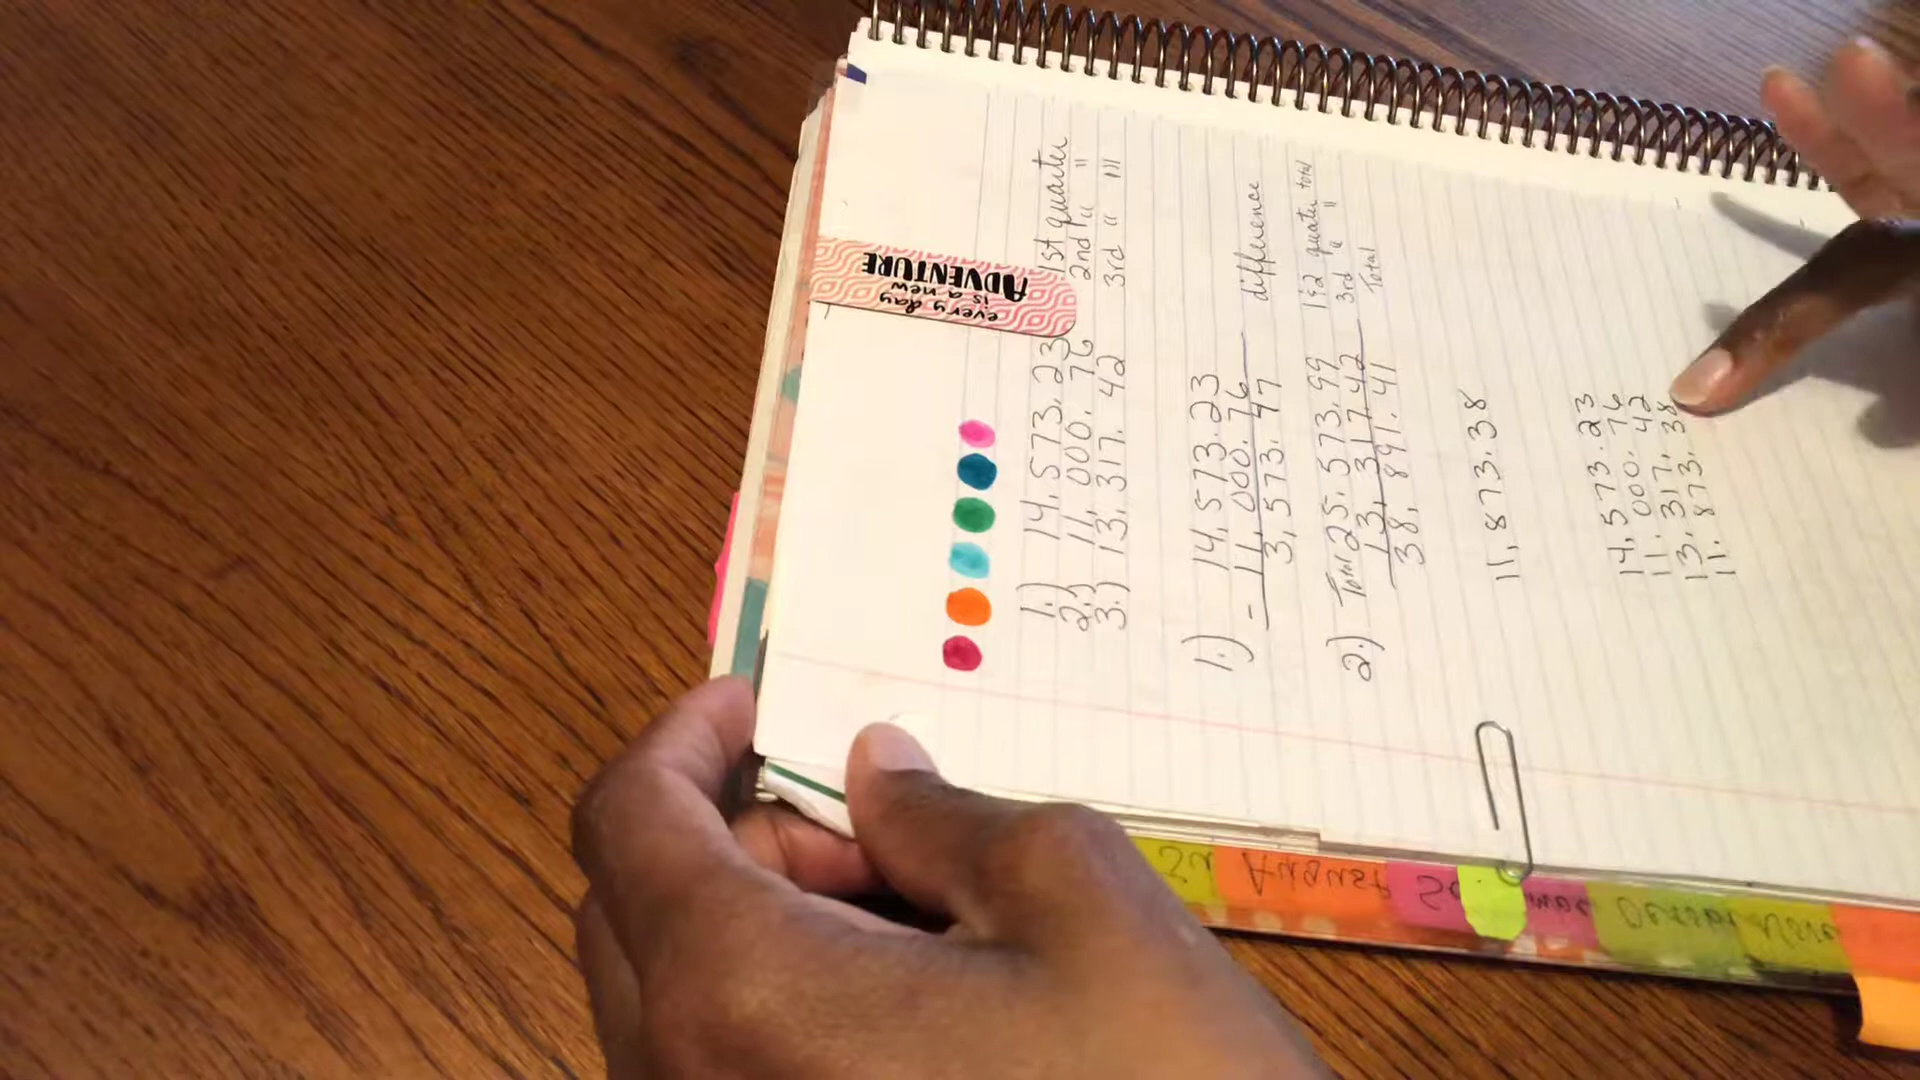 every day
is a new
ADVENTURE
1.) 14,573.23 1st quarter
2.) 11,000.76 2nd " "
3.) 13,317.42 3rd " "'
1.) 14,573.23
- 11,000.76
3,573.47 difference
2.) Total 25,573.99 1&2 quarter total
13,317.42 3rd " "
38,891.41 Total
11,873.38
14,573.23
11.000.76
13.317.42
11.873.38
August